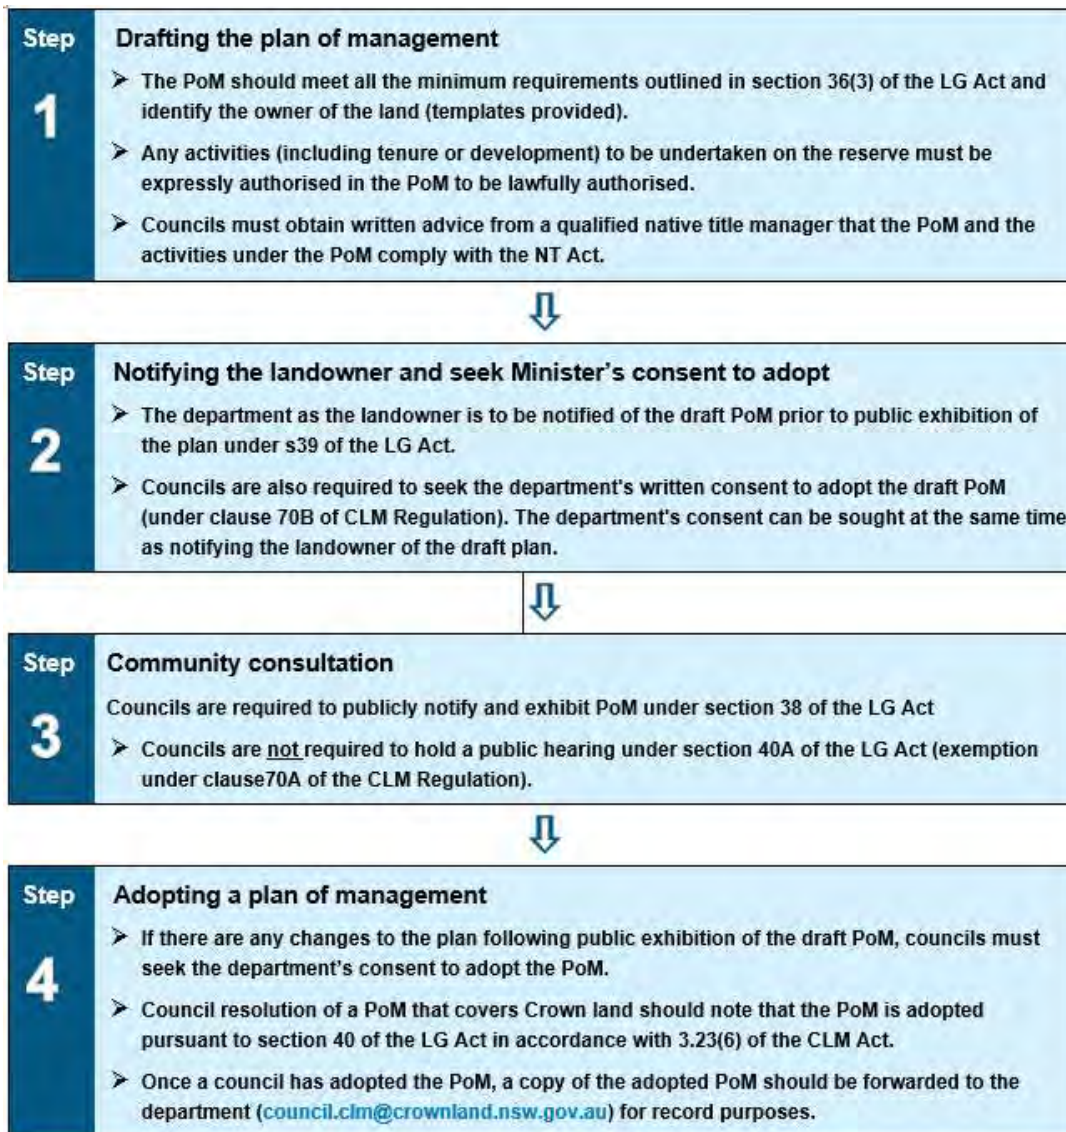 Step
1
Drafting the plan of management
➤ The PoM should meet all the minimum requirements outlined in section 36(3) of the LG Act and
identify the owner of the land (templates provided).
➤ Any activities (including tenure or development) to be undertaken on the reserve must be
expressly authorised in the PoM to be lawfully authorised.
➤ Councils must obtain written advice from a qualified native title manager that the PoM and the
activities under the PoM comply with the NT Act.
Step
2
Notifying the landowner and seek Minister's consent to adopt
➤ The department as the landowner is to be notified of the draft PoM prior to public exhibition of
the plan under s39 of the LG Act.
➤ Councils are also required to seek the department's written consent to adopt the draft PoM
(under clause 70B of CLM Regulation). The department's consent can be sought at the same time
as notifying the landowner of the draft plan.
Step
3
Community consultation
Councils are required to publicly notify and exhibit PoM under section 38 of the LG Act
➤ Councils are not required to hold a public hearing under section 40A of the LG Act (exemption
under clause70A of the CLM Regulation).
Step
4
Adopting a plan of management
➤ If there are any changes to the plan following public exhibition of the draft PoM, councils must
seek the department's consent to adopt the PoM.
➤ Council resolution of a PoM that covers Crown land should note that the PoM is adopted
pursuant to section 40 of the LG Act in accordance with 3.23(6) of the CLM Act.
➤ Once a council has adopted the PoM, a copy of the adopted PoM should be forwarded to the
department (council.clm@crownland.nsw.gov.au) for record purposes.